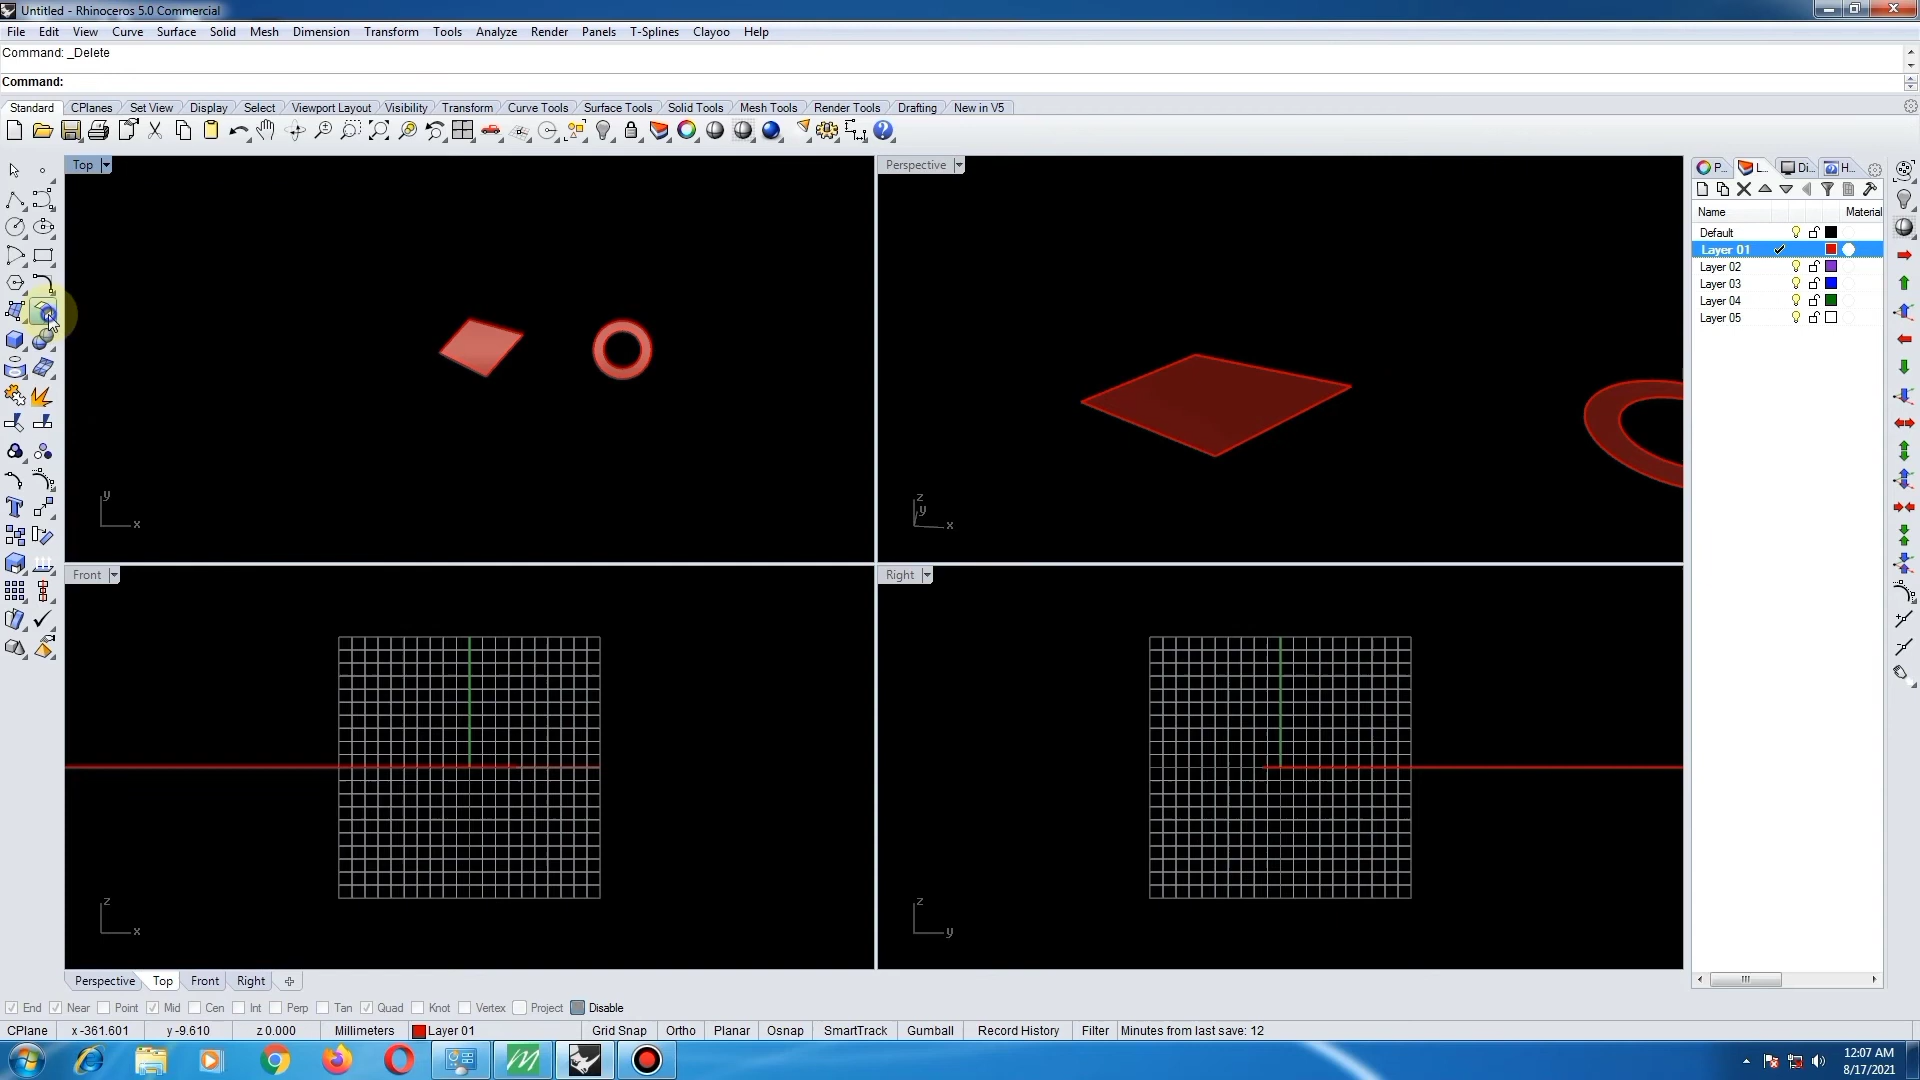 Untitled - Rhinoceros 5.0 Commercial
File Edit View Curve Surface Solid Mesh Dimension Transform Tools Analyze Render Panels T-Splines Clayoo Help
Command: _Delete
Command:
Standard CPlanes Set View Display Select Viewport Layout Visibility Transform Curve Tools Surface Tools Solid Tools Mesh Tools Render Tools Drafting New in V5
Top
Perspective
P... L... Di... H...
Name Material
Default
Layer 01
Layer 02
Layer 03
Layer 04
Layer 05
y
x
z
y
x
Front
Right
z
x
z
y
Perspective Top Front Right
End Near Point Mid Cen Int Perp Tan Quad Knot Vertex Project Disable
CPlane x -361.601 y -9.610 z 0.000 Millimeters Layer 01 Grid Snap Ortho Planar Osnap SmartTrack Gumball Record History Filter Minutes from last save: 12
12:07 AM
8/17/2021